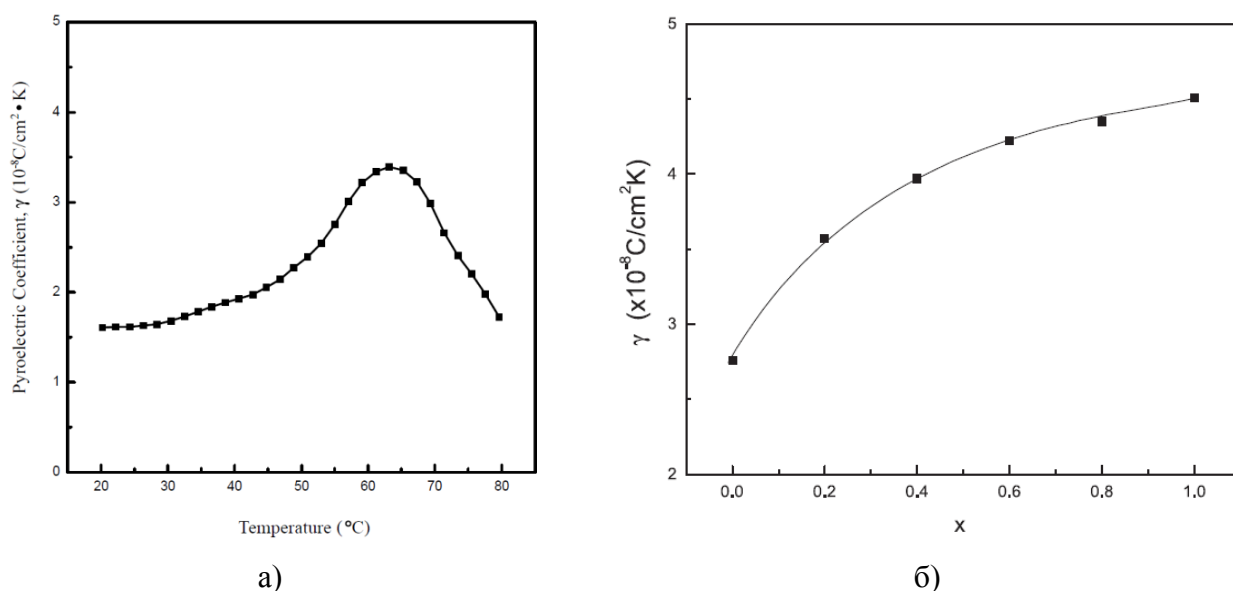 5
4
3
2
1
0
Pyroelectric Coefficient, γ (10⁻⁸C/cm²•K)
20 30 40 50 60 70 80
Temperature (°C)
а)
5
4
3
2
γ (x10⁻⁸C/cm²K)
0.0 0.2 0.4 0.6 0.8 1.0
x
б)